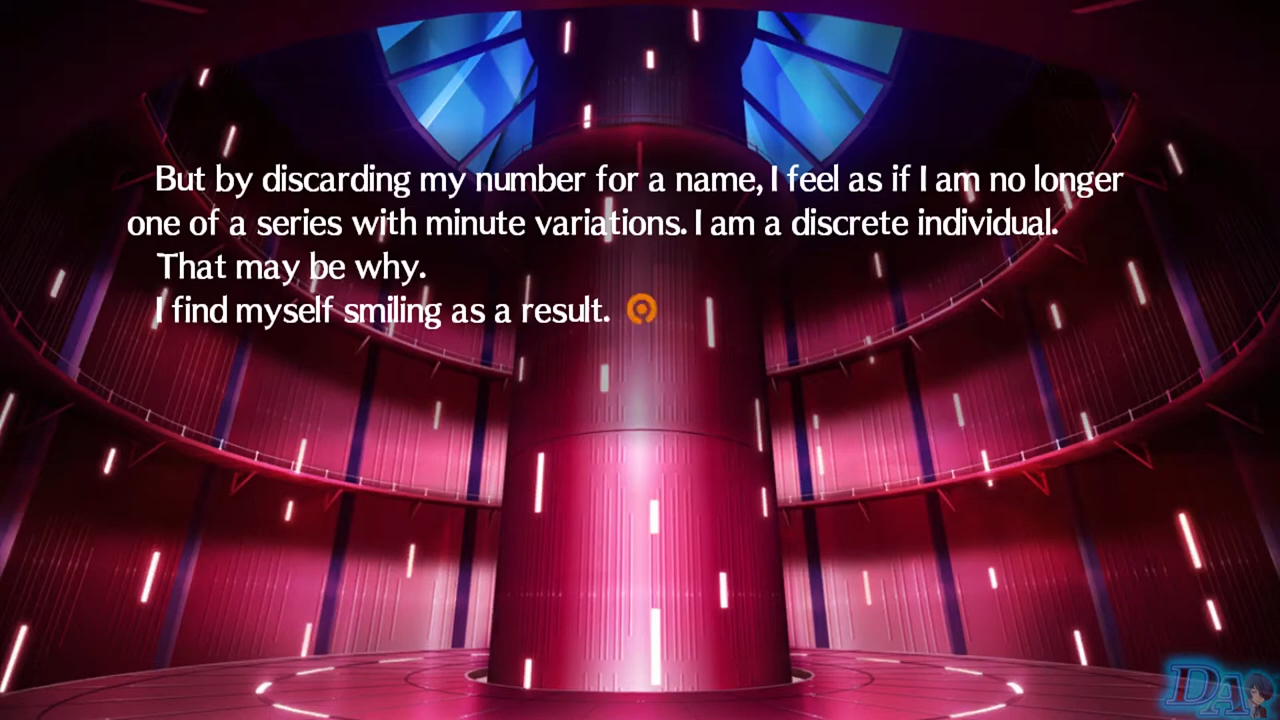 But by discarding my number for a name, I feel as if I am no longer
one of a series with minute variations. I am a discrete individual.
That may be why.
I find myself smiling as a result.
DA